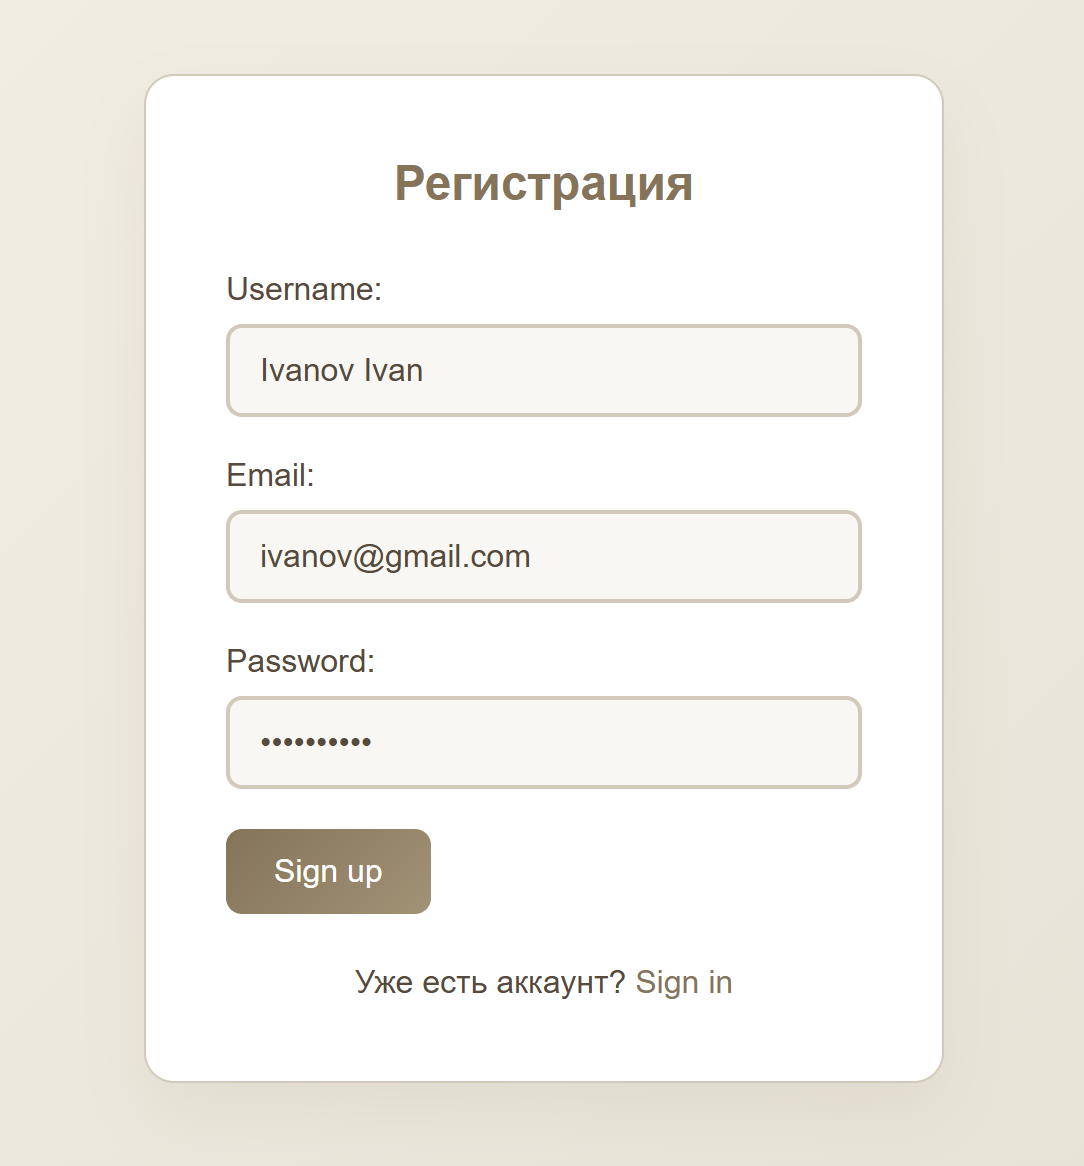 Регистрация
Username:
Ivanov Ivan
Email:
ivanov@gmail.com
Password:
••••••••••
Sign up
Уже есть аккаунт? Sign in